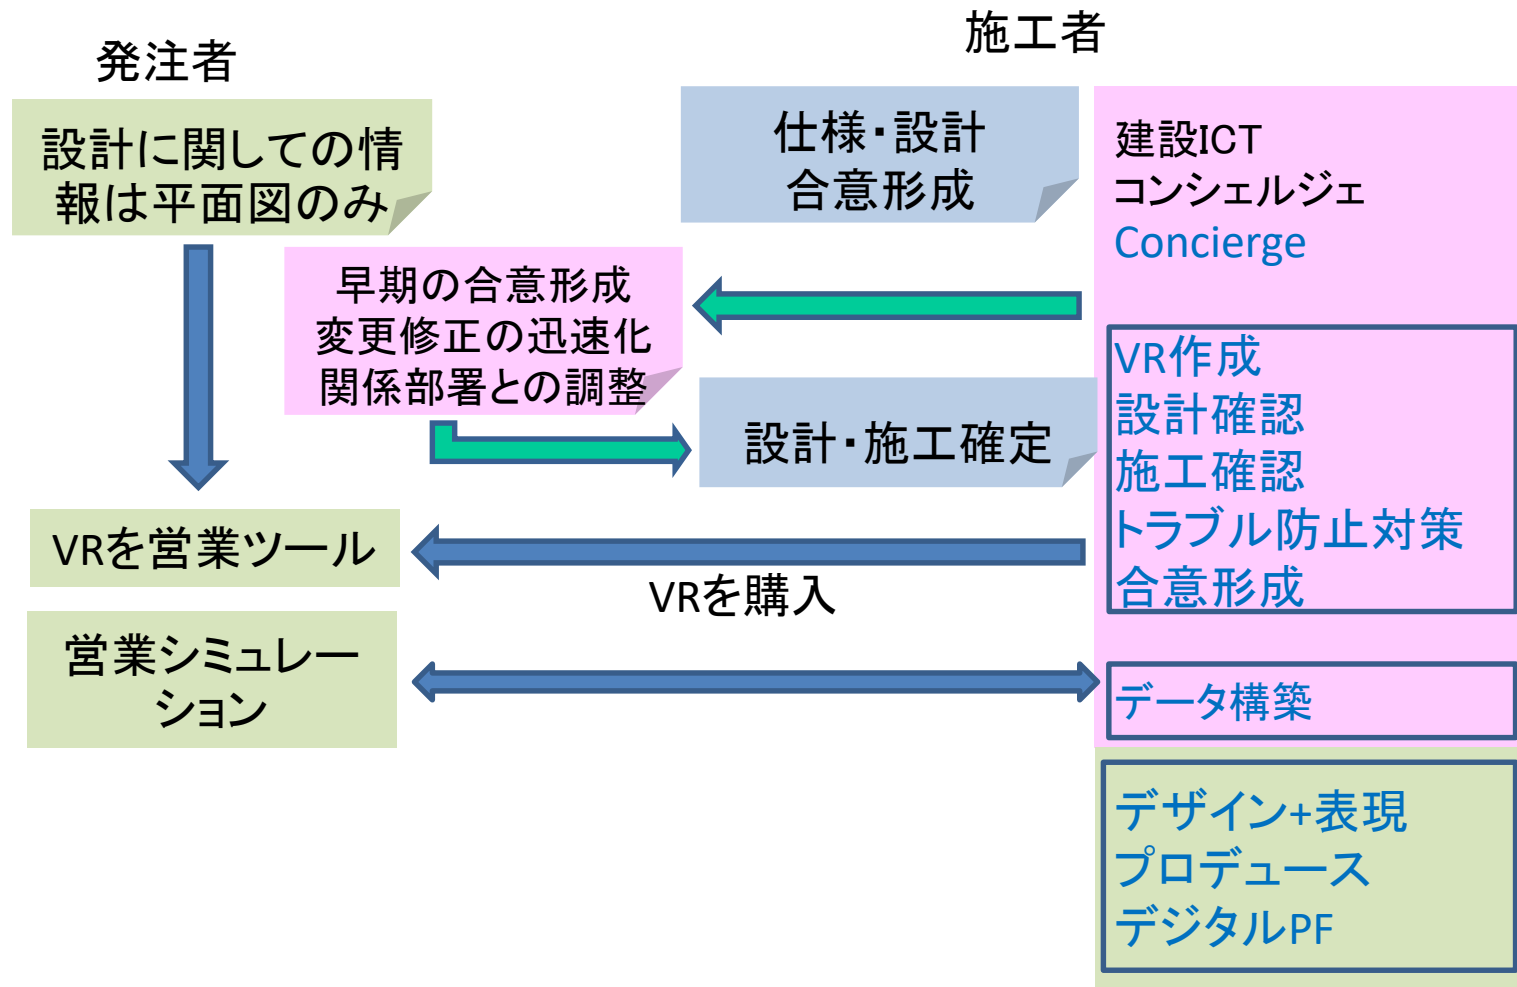 発注者
施工者
設計に関しての情
報は平面図のみ
仕様・設計
合意形成
建設ICT
コンシェルジェ
Concierge
早期の合意形成
変更修正の迅速化
関係部署との調整
設計・施工確定
VR作成
設計確認
施工確認
トラブル防止対策
合意形成
VRを営業ツール
VRを購入
営業シミュレー
ション
データ構築
デザイン+表現
プロデュース
デジタルPF